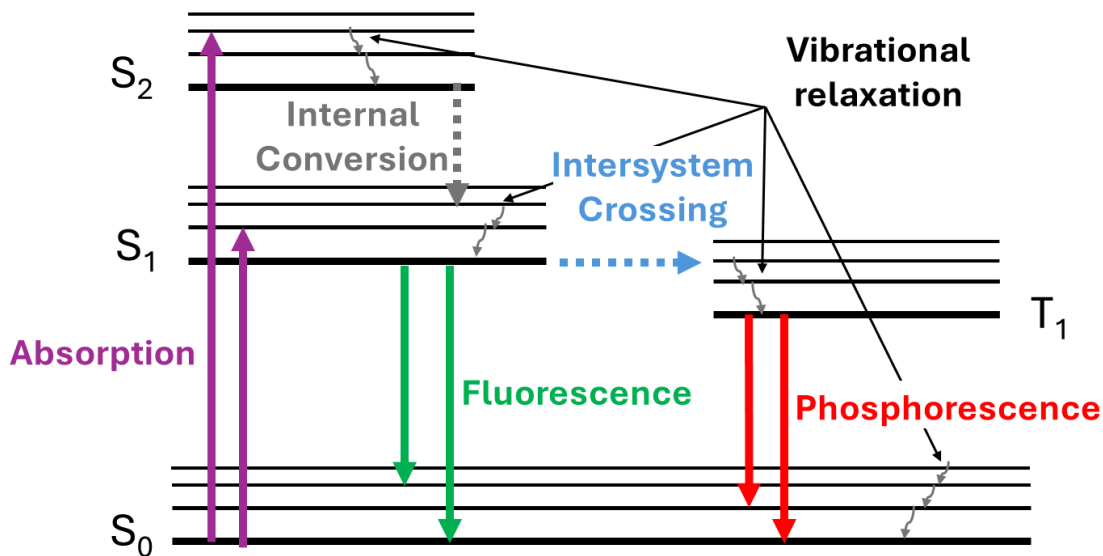 Vibrational
relaxation
S₂
Internal
Conversion
Intersystem
Crossing
S₁
T₁
Absorption
Fluorescence
Phosphorescence
S₀